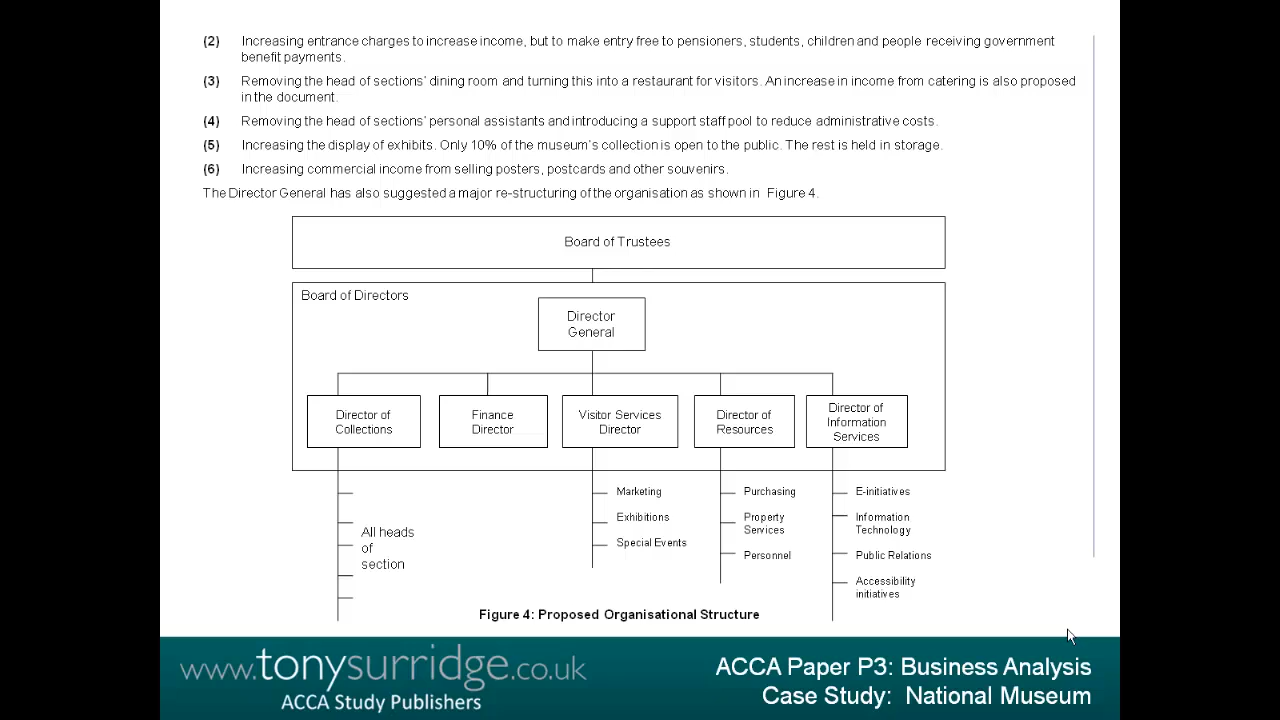 (2) Increasing entrance charges to increase income, but to make entry free to pensioners, students, children and people receiving government
benefit payments.
(3) Removing the head of sections' dining room and turning this into a restaurant for visitors. An increase in income from catering is also proposed
in the document.
(4) Removing the head of sections' personal assistants and introducing a support staff pool to reduce administrative costs.
(5) Increasing the display of exhibits. Only 10% of the museum's collection is open to the public. The rest is held in storage.
(6) Increasing commercial income from selling posters, postcards and other souvenirs.
The Director General has also suggested a major re-structuring of the organisation as shown in Figure 4.
Board of Trustees
Board of Directors
Director
General
Director of
Collections
Finance
Director
Visitor Services
Director
Director of
Resources
Director of
Information
Services
All heads
of
section
Marketing
Exhibitions
Special Events
Purchasing
Property
Services
Personnel
E-initiatives
Information
Technology
Public Relations
Accessibility
initiatives
Figure 4: Proposed Organisational Structure
www.tonysurridge.co.uk
ACCA Study Publishers
ACCA Paper P3: Business Analysis
Case Study: National Museum